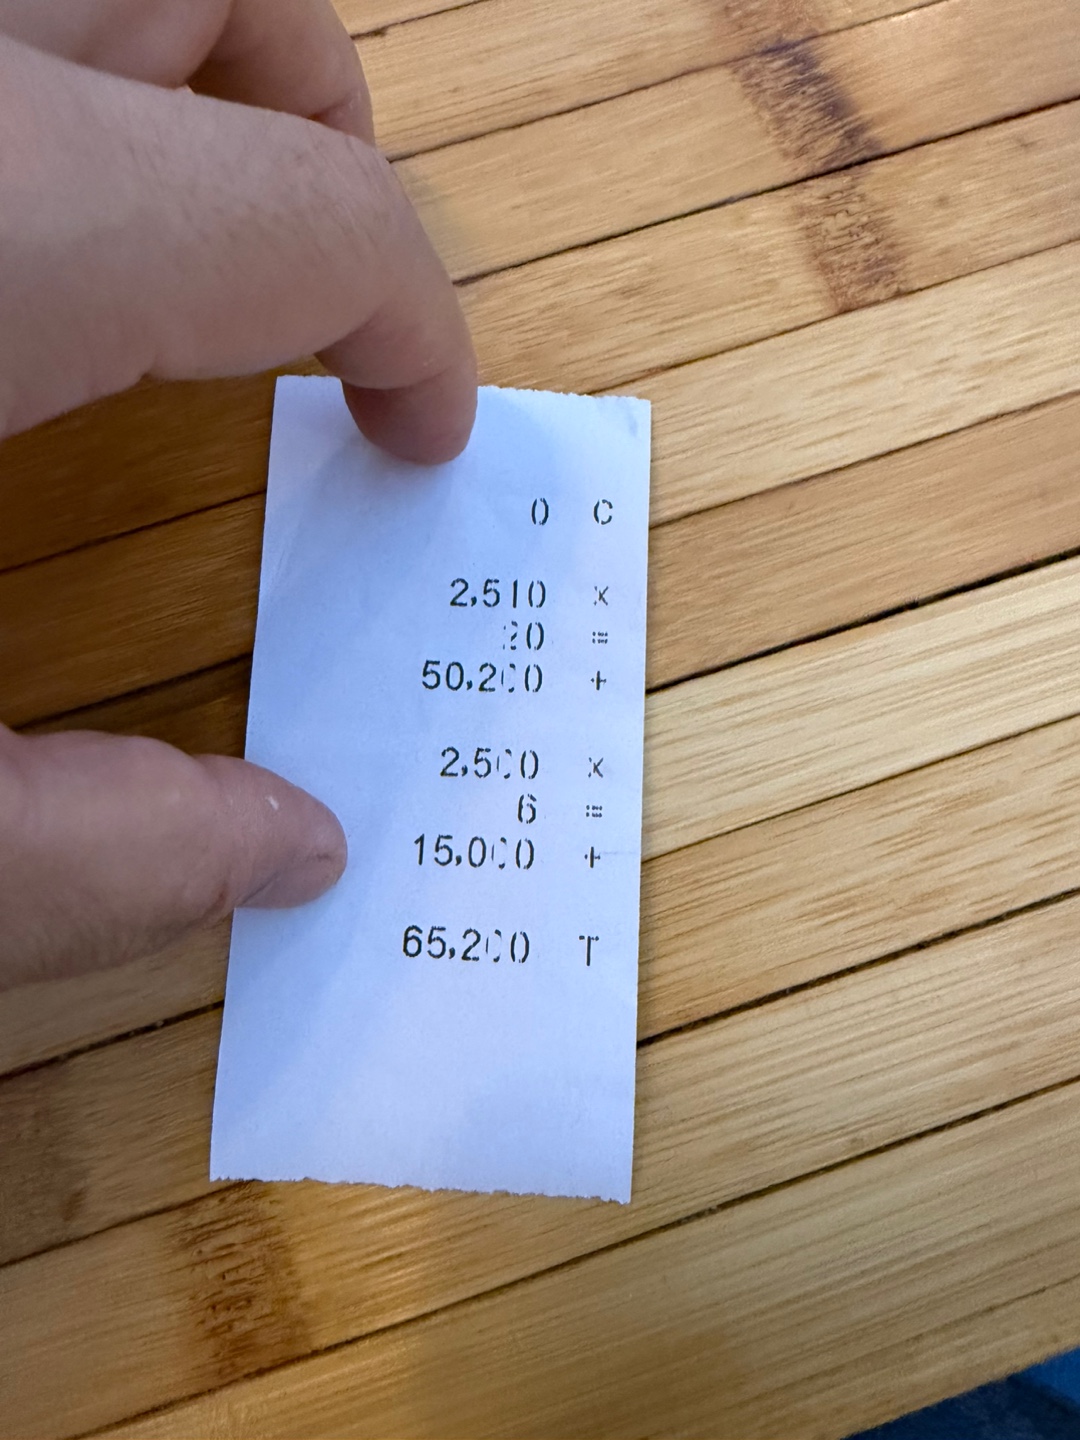 0 C
2,510 x
20 =
50,200 +
2,500 x
6 =
15,000 +
65,200 T